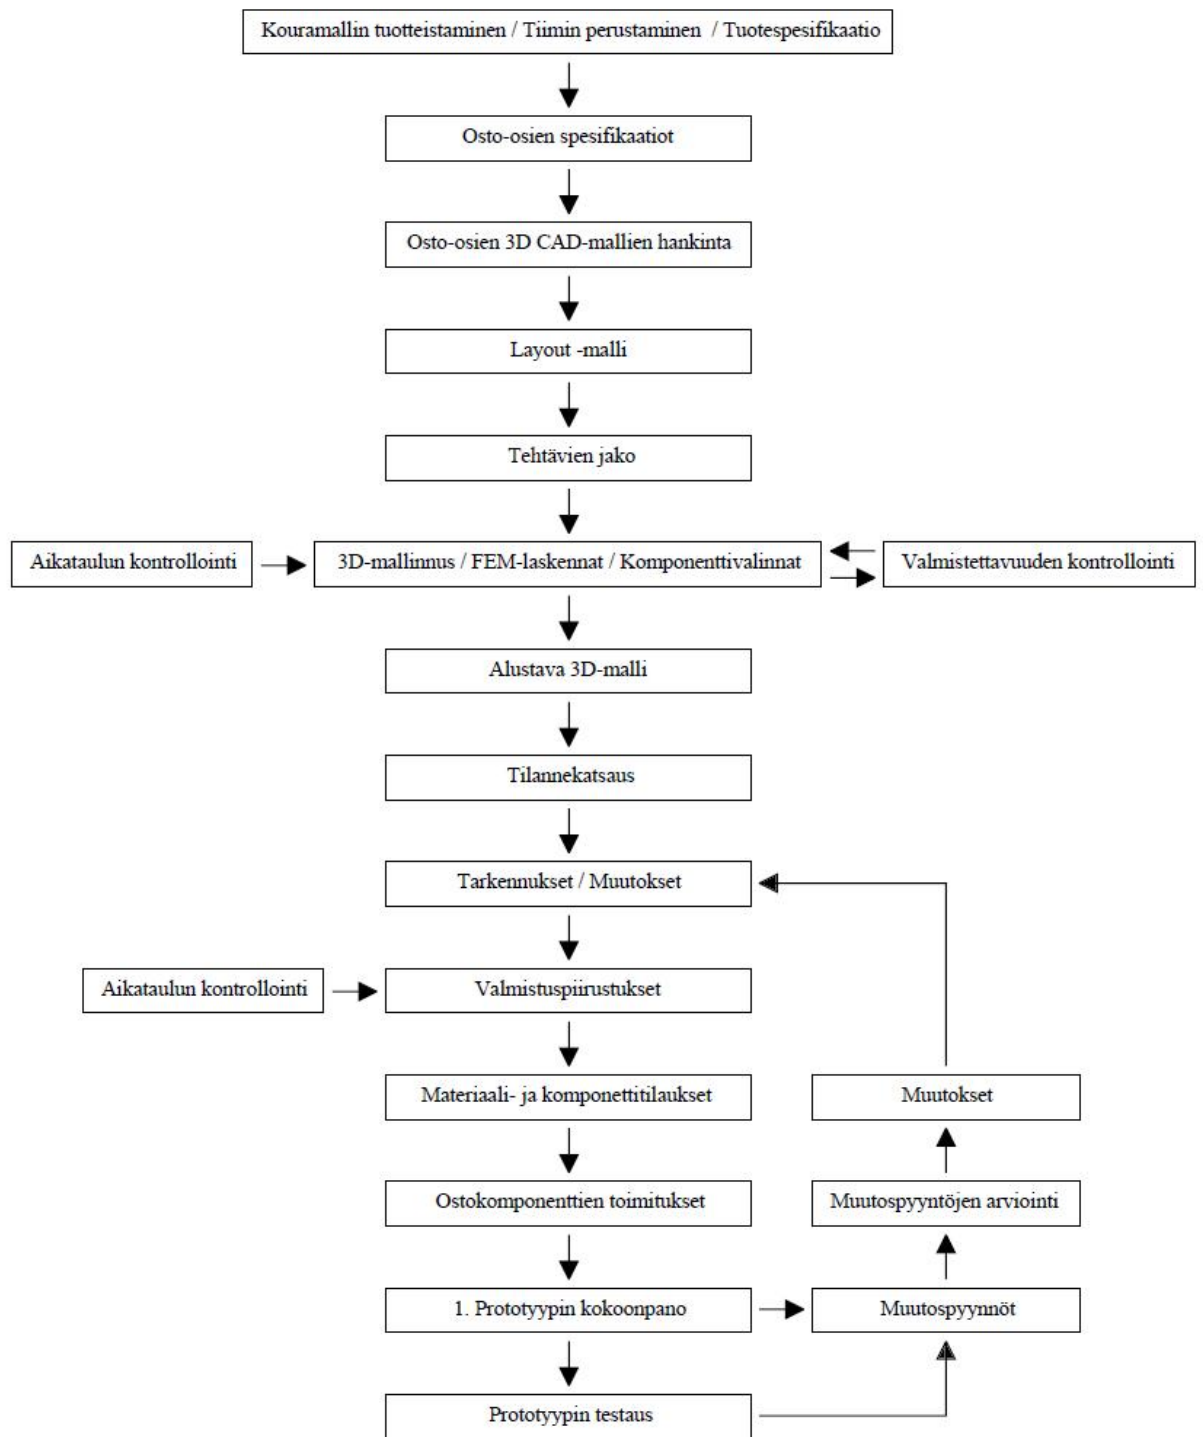 Kouramallin tuotteistaminen / Tiimin perustaminen / Tuotespesifikaatio
Osto-osien spesifikaatiot
Osto-osien 3D CAD-mallien hankinta
Layout -malli
Tehtävien jako
Aikataulun kontrollointi
3D-mallinnus / FEM-laskennat / Komponenttivalinnat
Valmistettavuuden kontrollointi
Alustava 3D-malli
Tilannekatsaus
Tarkennukset / Muutokset
Aikataulun kontrollointi
Valmistuspiirustukset
Materiaali- ja komponettitilaukset
Muutokset
Ostokomponenttien toimitukset
Muutospyyntöjen arviointi
1. Prototyypin kokoonpano
Muutospyynnöt
Prototyypin testaus